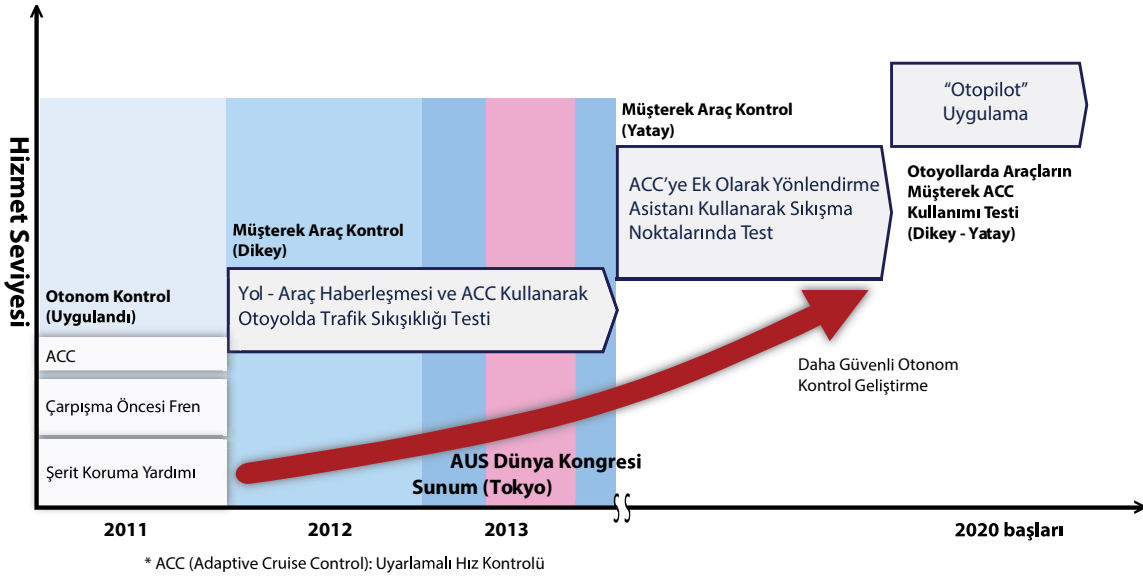 Hizmet Seviyesi
"Otopilot"
Uygulama
Müşterek Araç Kontrol
(Yatay)
ACC'ye Ek Olarak Yönlendirme
Asistanı Kullanarak Sıkışma
Noktalarında Test
Otoyollarda Araçların
Müşterek ACC
Kullanımı Testi
(Dikey - Yatay)
Müşterek Araç Kontrol
(Dikey)
Yol - Araç Haberleşmesi ve ACC Kullanarak
Otoyolda Trafik Sıkışıklığı Testi
Otonom Kontrol
(Uygulandı)
ACC
Çarpışma Öncesi Fren
Şerit Koruma Yardımı
Daha Güvenli Otonom
Kontrol Geliştirme
AUS Dünya Kongresi
Sunum (Tokyo)
2011
2012
2013
2020 başları
* ACC (Adaptive Cruise Control): Uyarlamalı Hız Kontrolü